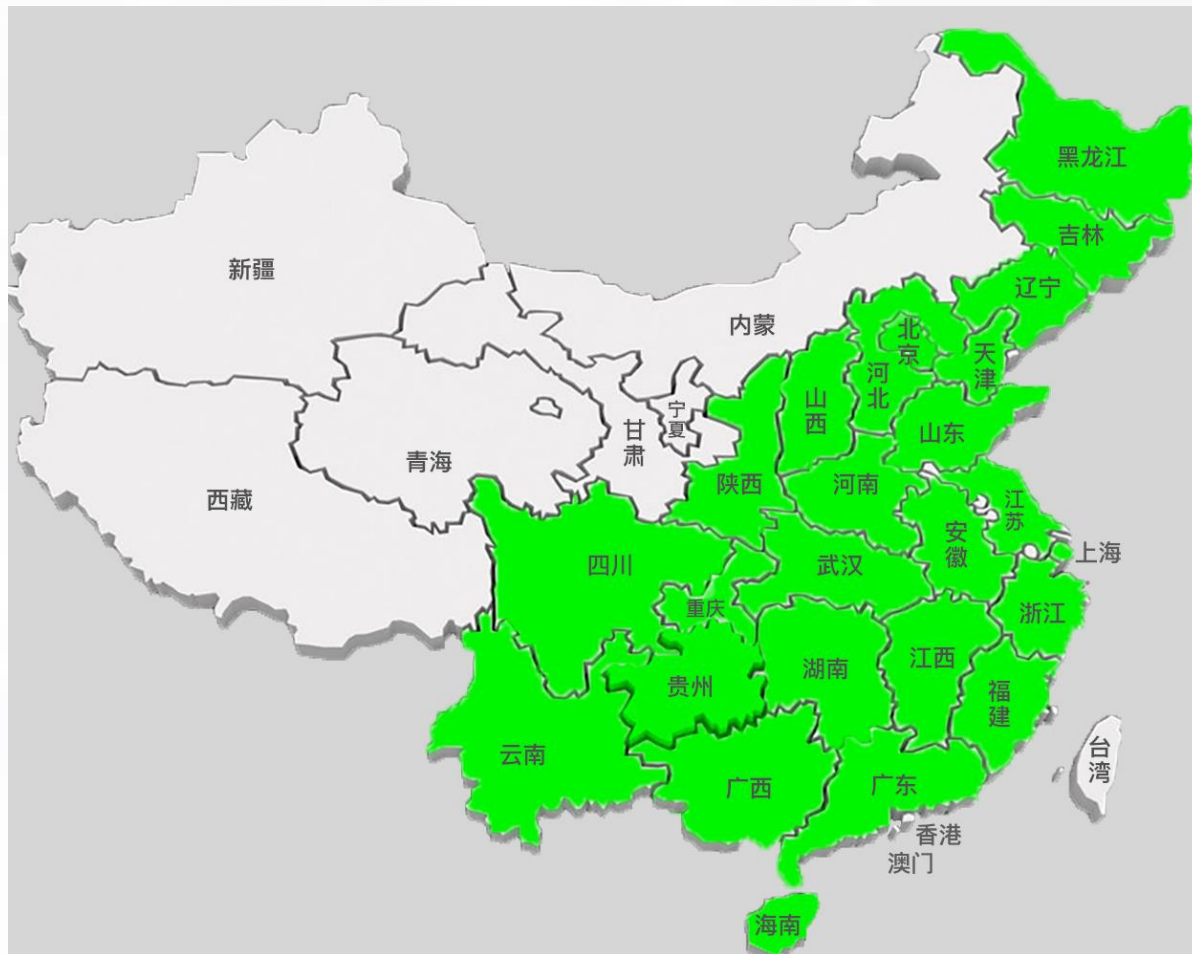 黑龙江
吉林
辽宁
新疆
内蒙
北京
天津
河北
山西
宁夏
甘肃
山东
青海
西藏
陕西
河南
江苏
安徽
上海
四川
武汉
重庆
浙江
江西
湖南
贵州
福建
云南
台湾
广西
广东
香港
澳门
海南